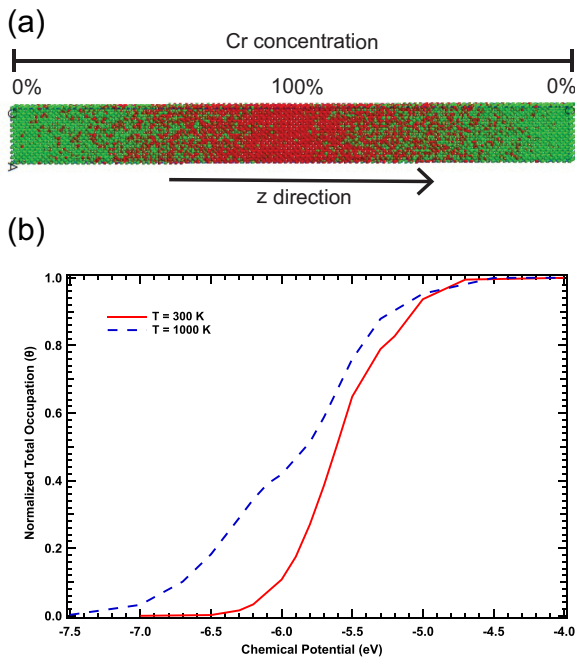 (a)
Cr concentration
0% 100% 0%
z direction
(b)
1.0
0.8
0.6
0.4
0.2
0.0
Normalized Total Occupation (θ)
T = 300 K
T = 1000 K
-7.5 -7.0 -6.5 -6.0 -5.5 -5.0 -4.5 -4.0
Chemical Potential (eV)